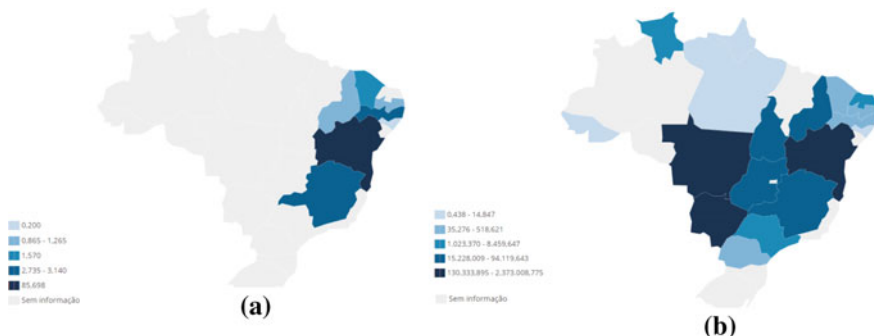 0,200
0,865 - 1,265
1,570
2,735 - 3,140
85,698
Sem informação
(a)
0,438 - 14,847
35,276 - 518,621
1.023,370 - 8.459,647
15.228,009 - 94.119,643
130.333,895 - 2.373.008,775
Sem informação
(b)